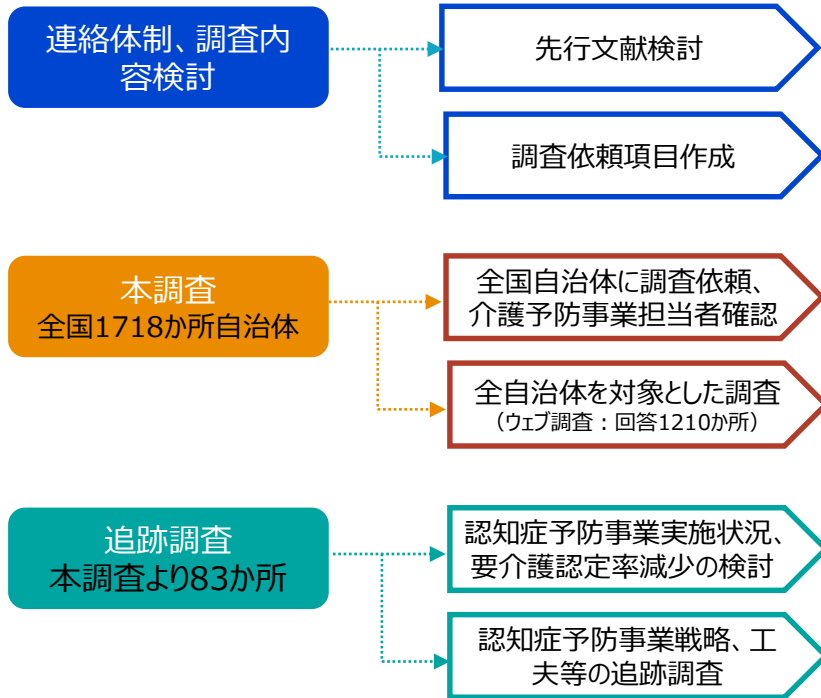 連絡体制、調査内
容検討
先行文献検討
調査依頼項目作成
本調査
全国1718か所自治体
全国自治体に調査依頼、
介護予防事業担当者確認
全自治体を対象とした調査
（ウェブ調査：回答1210か所）
追跡調査
本調査より83か所
認知症予防事業実施状況、
要介護認定率減少の検討
認知症予防事業戦略、工
夫等の追跡調査